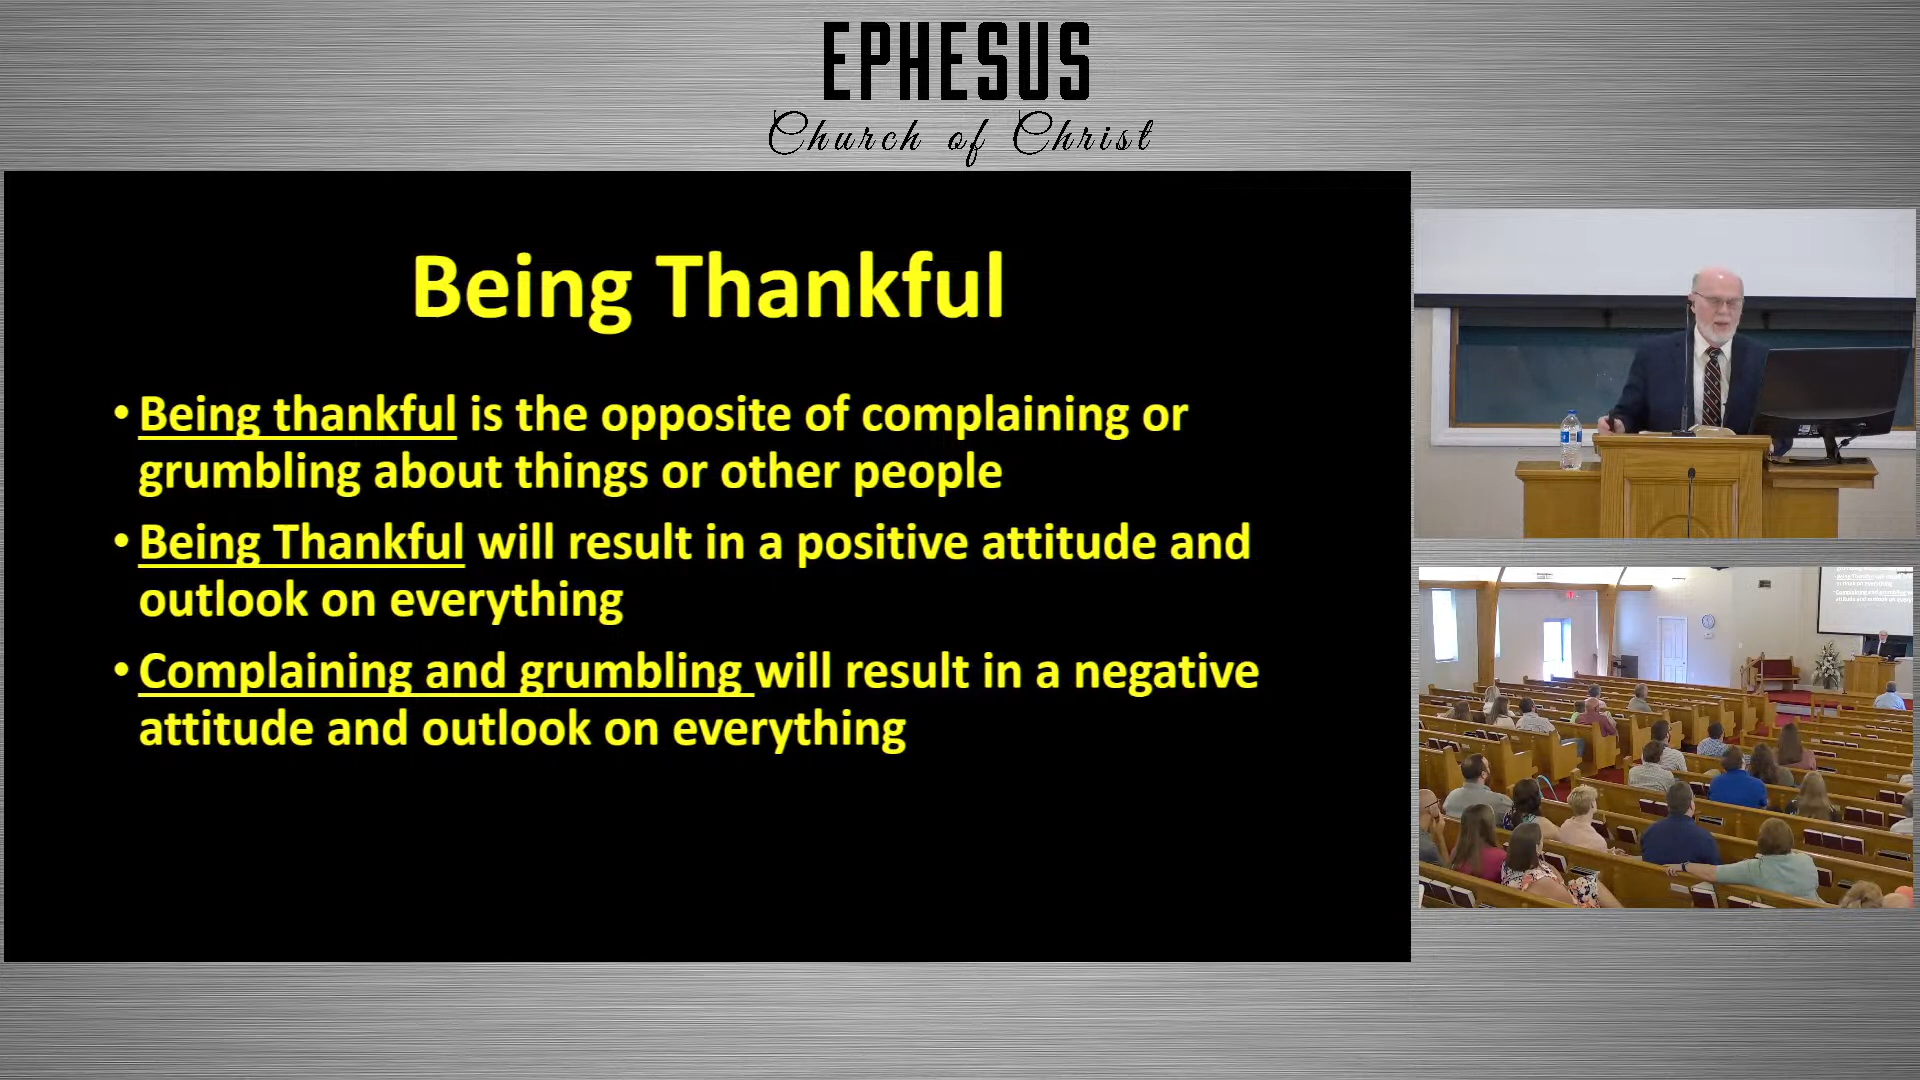 EPHESUS
Church of Christ
Being Thankful
• Being thankful is the opposite of complaining or
grumbling about things or other people
• Being Thankful will result in a positive attitude and
outlook on everything
• Complaining and grumbling will result in a negative
attitude and outlook on everything